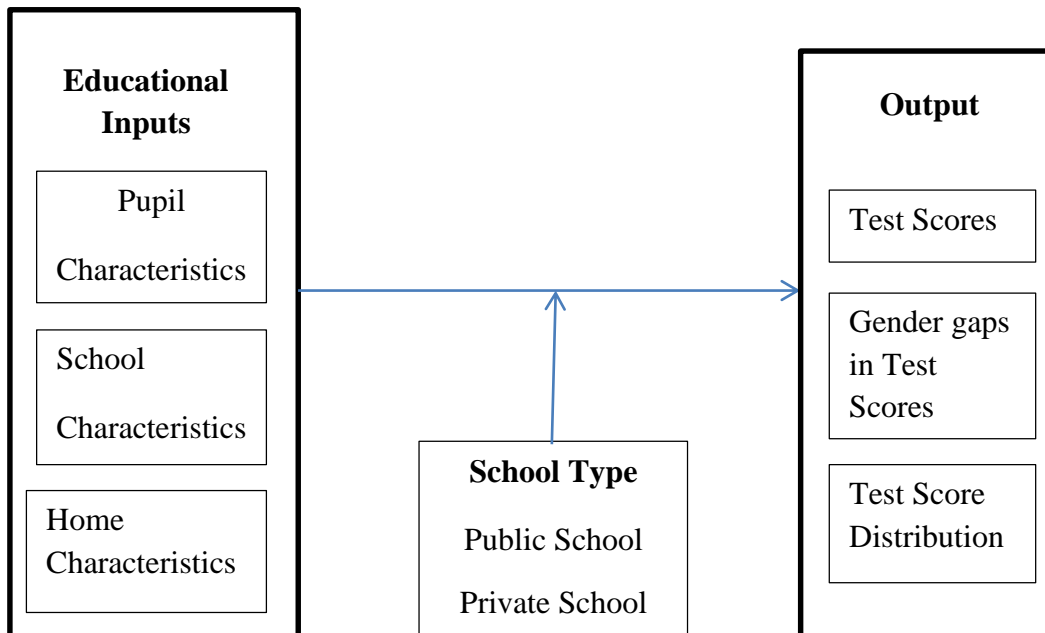 Educational
Inputs
Pupil
Characteristics
School
Characteristics
Home
Characteristics
School Type
Public School
Private School
Output
Test Scores
Gender gaps
in Test
Scores
Test Score
Distribution